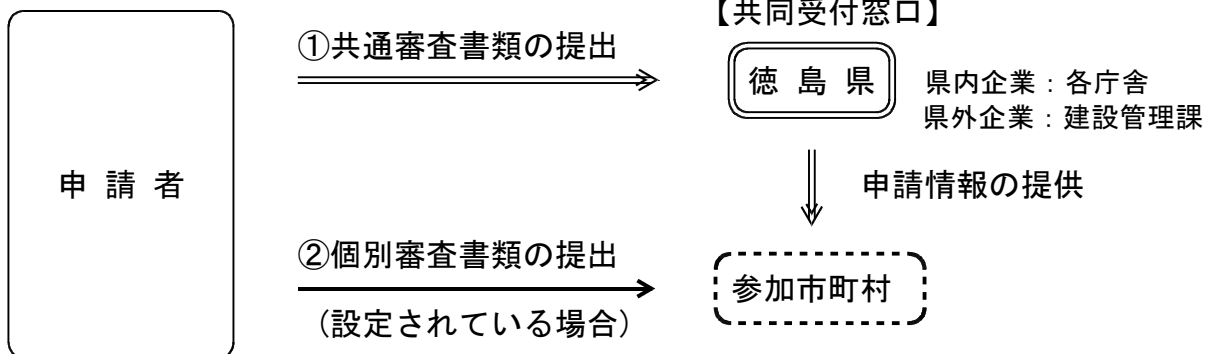 【共同受付窓口】
①共通審査書類の提出
徳 島 県
県内企業：各庁舎
県外企業：建設管理課
申 請 者
申請情報の提供
②個別審査書類の提出
（設定されている場合）
参加市町村